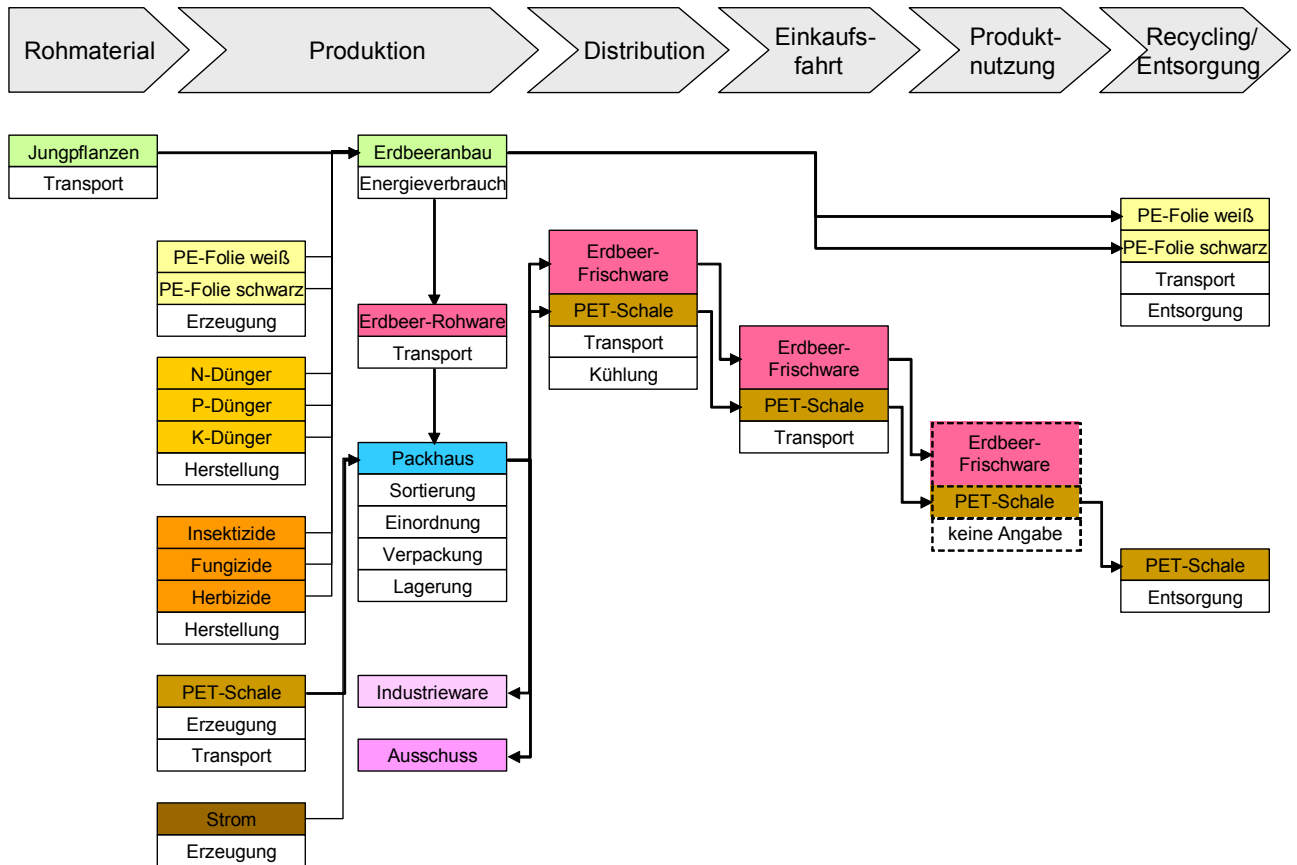 Rohmaterial
Produktion
Distribution
Einkaufs-
fahrt
Produkt-
nutzung
Recycling/
Entsorgung
Jungpflanzen
Transport
PE-Folie weiß
PE-Folie schwarz
Erzeugung
N-Dünger
P-Dünger
K-Dünger
Herstellung
Insektizide
Fungizide
Herbizide
Herstellung
PET-Schale
Erzeugung
Transport
Strom
Erzeugung
Erdbeeranbau
Energieverbrauch
Erdbeer-Rohware
Transport
Packhaus
Sortierung
Einordnung
Verpackung
Lagerung
Industrieware
Ausschuss
Erdbeer-
Frischware
PET-Schale
Transport
Kühlung
Erdbeer-
Frischware
PET-Schale
Transport
Erdbeer-
Frischware
PET-Schale
keine Angabe
PE-Folie weiß
PE-Folie schwarz
Transport
Entsorgung
PET-Schale
Entsorgung